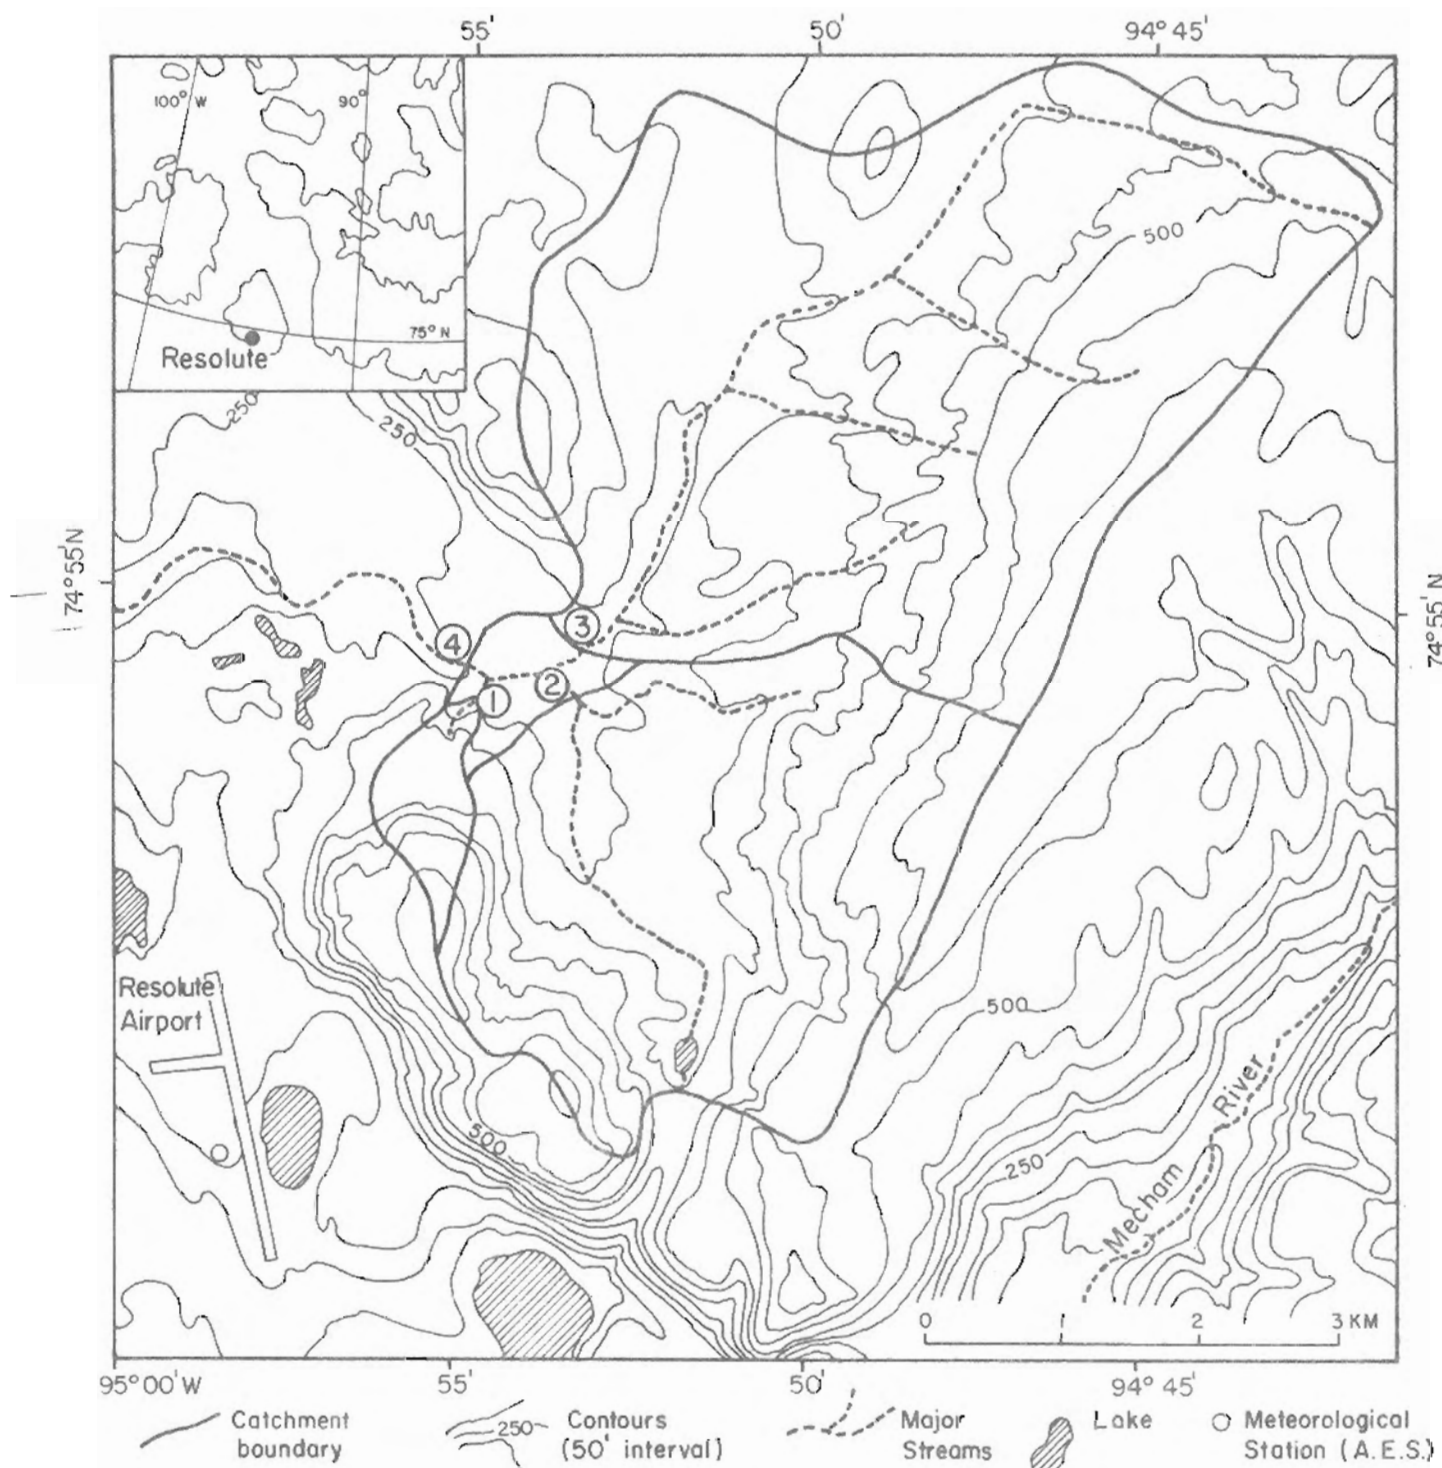 55'
50'
94° 45'
100° W
90°
75° N
Resolute
500
250
250
74° 55' N
74° 55' N
3
4
2
1
Resolute
Airport
500
500
250
Mecham River
0 1 2 3 KM
95° 00' W
55'
50'
94° 45'
Catchment
boundary
250
Contours
(50' interval)
Major
Streams
Lake
Meteorological
Station (A.E.S.)